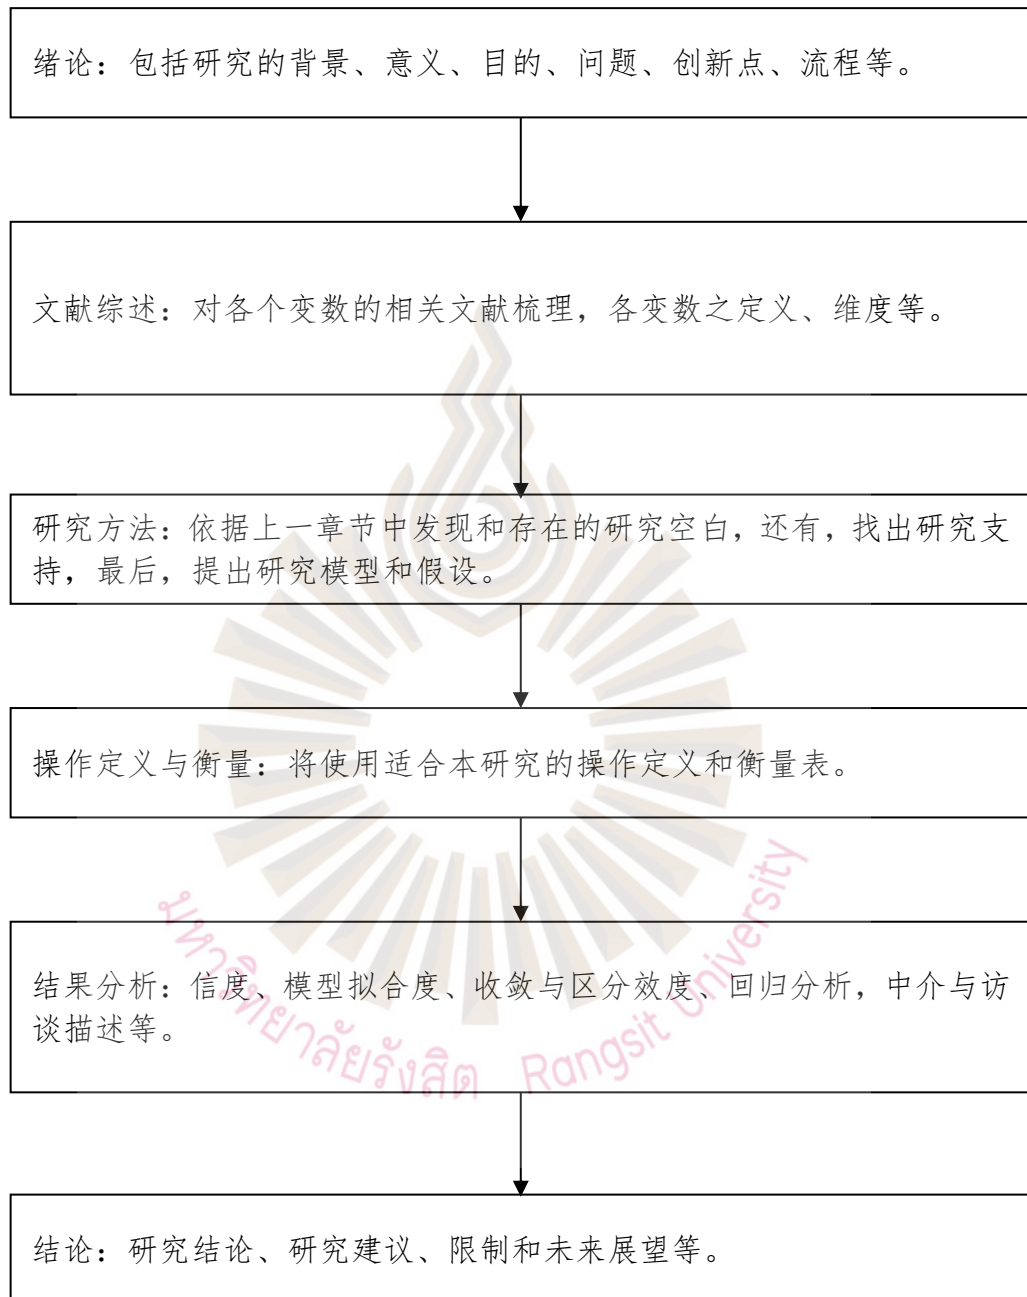 绪论：包括研究的背景、意义、目的、问题、创新点、流程等。
文献综述：对各个变数的相关文献梳理，各变数之定义、维度等。
研究方法：依据上一章节中发现和存在的研究空白，还有，找出研究支
持，最后，提出研究模型和假设。
操作定义与衡量：将使用适合本研究的操作定义和衡量表。
结果分析：信度、模型拟合度、收敛与区分效度、回归分析，中介与访
谈描述等。
มหาวิทยาลัยรังสิต Rangsit University
结论：研究结论、研究建议、限制和未来展望等。